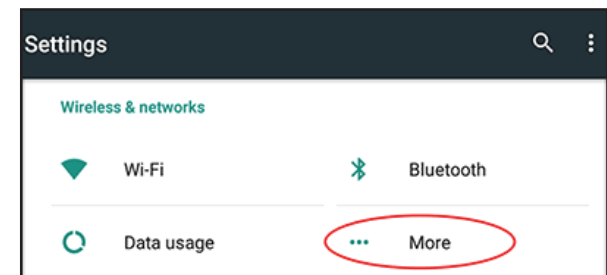 Settings
Wireless & networks
Wi-Fi
Bluetooth
Data usage
More